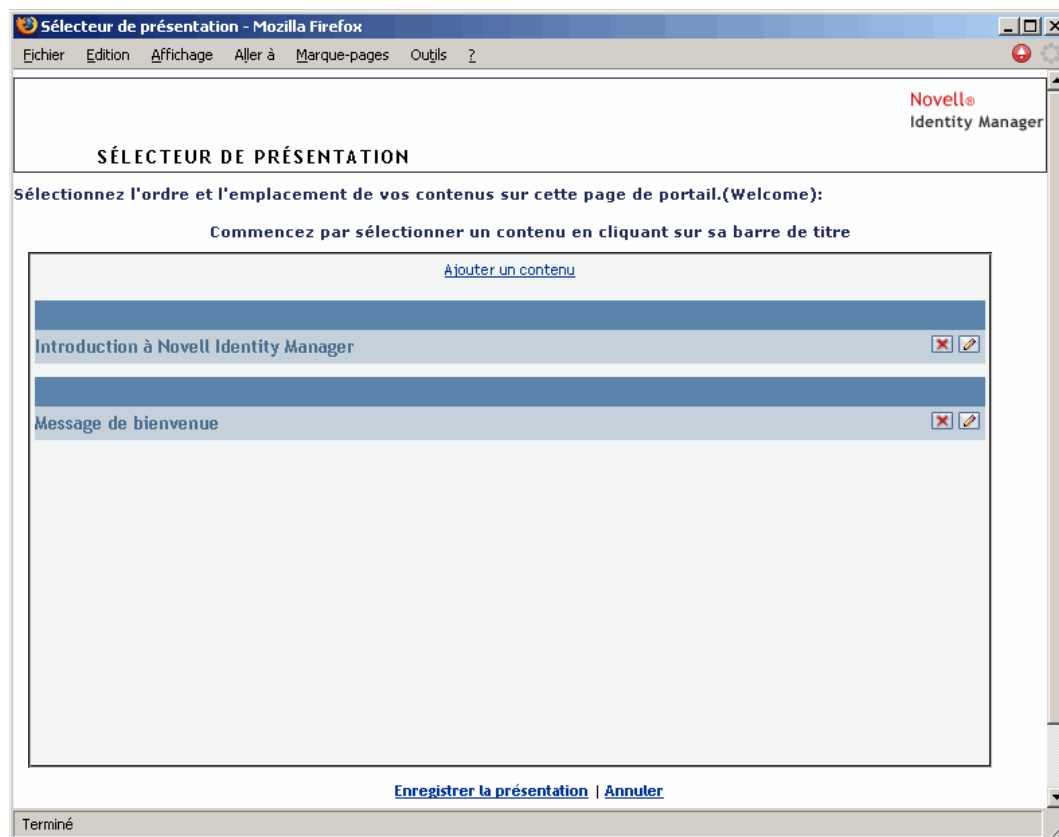 Sélecteur de présentation - Mozilla Firefox
Fichier Edition Affichage Aller à Marque-pages Outils ?
Novell®
Identity Manager
SÉLECTEUR DE PRÉSENTATION
Sélectionnez l'ordre et l'emplacement de vos contenus sur cette page de portail.(Welcome):
Commencez par sélectionner un contenu en cliquant sur sa barre de titre
Ajouter un contenu
Introduction à Novell Identity Manager
Message de bienvenue
Enregistrer la présentation | Annuler
Terminé